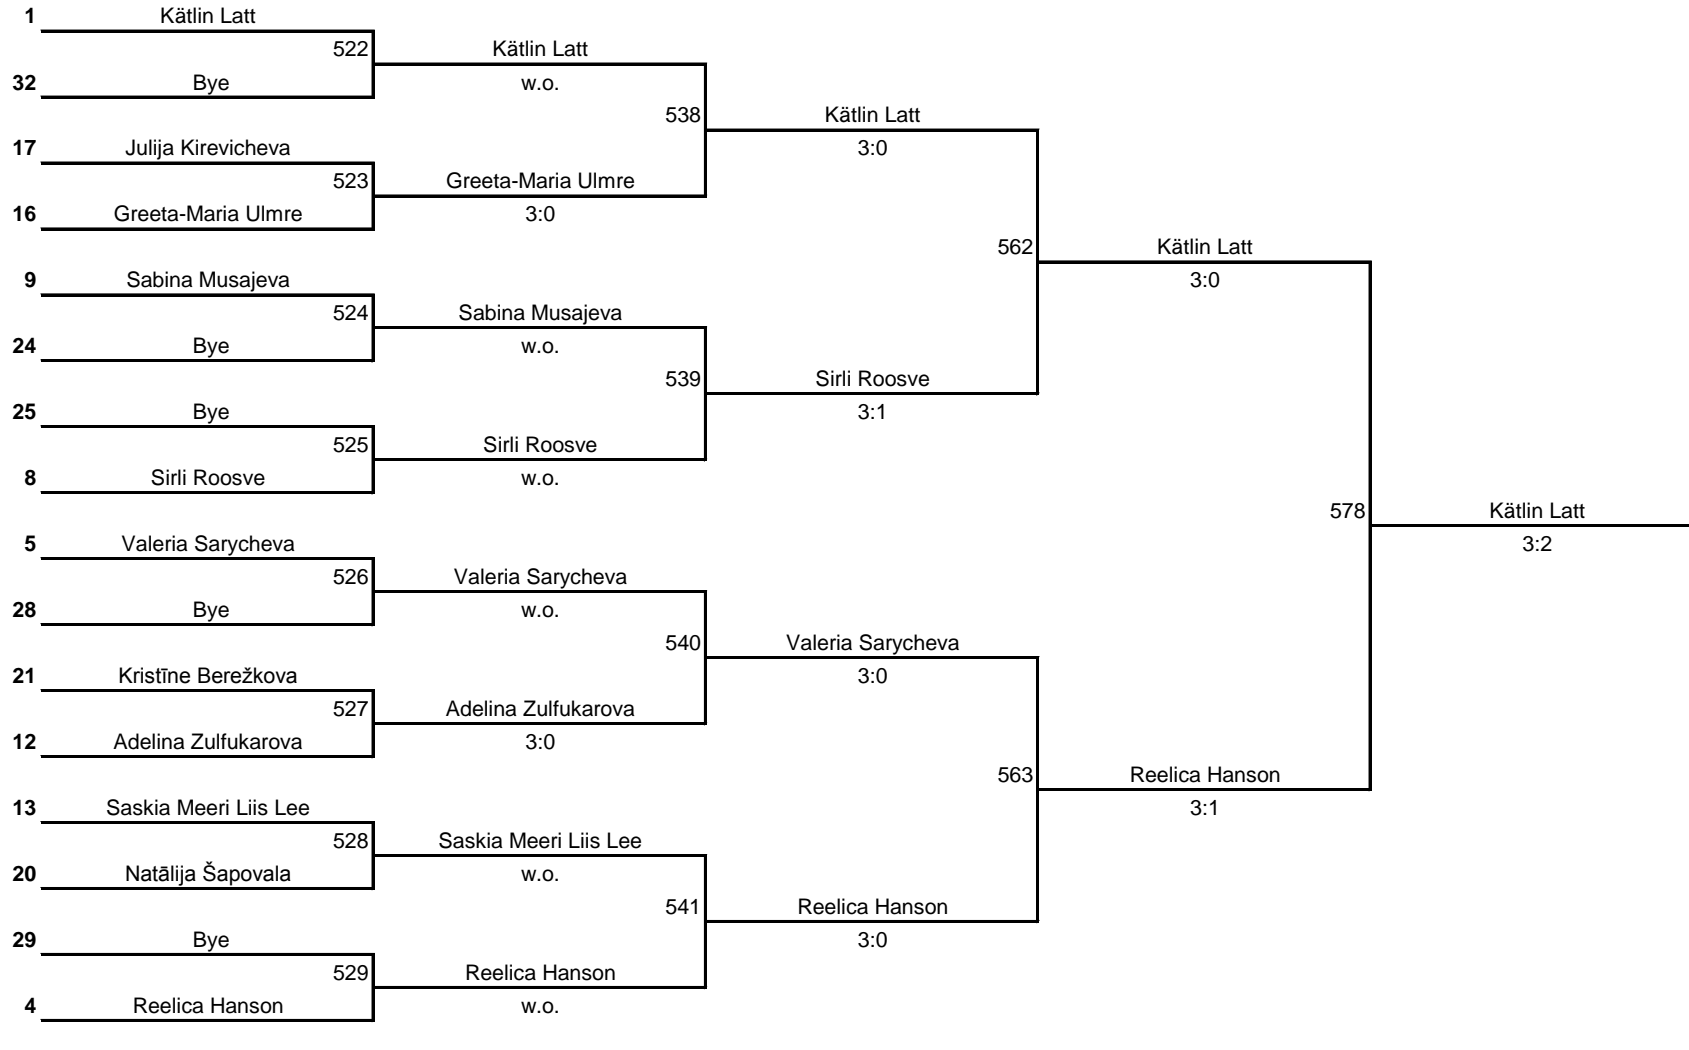 1 Kätlin Latt
522 Kätlin Latt
32 Bye w.o.
538 Kätlin Latt
17 Julija Kirevicheva 3:0
523 Greeta-Maria Ulmre
16 Greeta-Maria Ulmre 3:0
562 Kätlin Latt
9 Sabina Musajeva 3:0
524 Sabina Musajeva
24 Bye w.o.
539 Sirli Roosve
25 Bye 3:1
525 Sirli Roosve
8 Sirli Roosve w.o.
578 Kätlin Latt
5 Valeria Sarycheva 3:2
526 Valeria Sarycheva
28 Bye w.o.
540 Valeria Sarycheva
21 Kristīne Berežkova 3:0
527 Adelina Zulfukarova
12 Adelina Zulfukarova 3:0
563 Reelica Hanson
13 Saskia Meeri Liis Lee 3:1
528 Saskia Meeri Liis Lee
20 Natālija Šapovala w.o.
541 Reelica Hanson
29 Bye 3:0
529 Reelica Hanson
4 Reelica Hanson w.o.